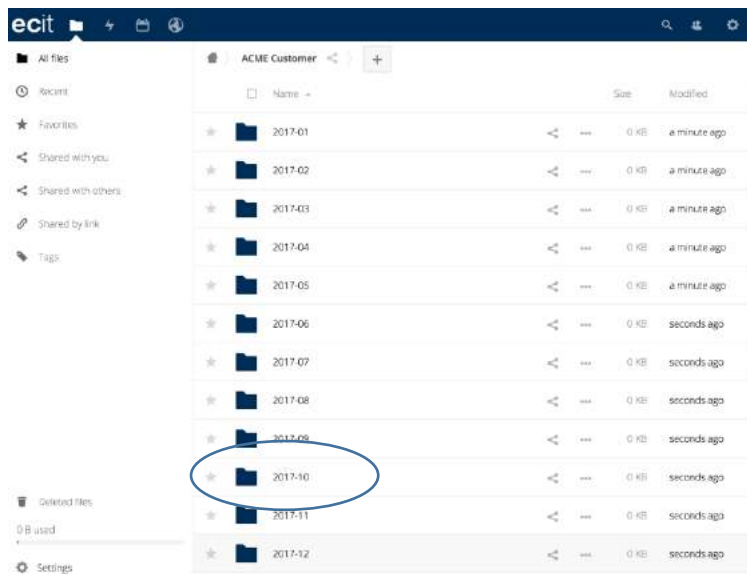 ecit
All files
Recent
Favorites
Shared with you
Shared with others
Shared by link
Tags
Deleted files
0 B used
Settings
ACME Customer +
Name Size Modified
2017-01 0 KB a minute ago
2017-02 0 KB a minute ago
2017-03 0 KB a minute ago
2017-04 0 KB a minute ago
2017-05 0 KB a minute ago
2017-06 0 KB seconds ago
2017-07 0 KB seconds ago
2017-08 0 KB seconds ago
2017-09 0 KB seconds ago
2017-10 0 KB seconds ago
2017-11 0 KB seconds ago
2017-12 0 KB seconds ago